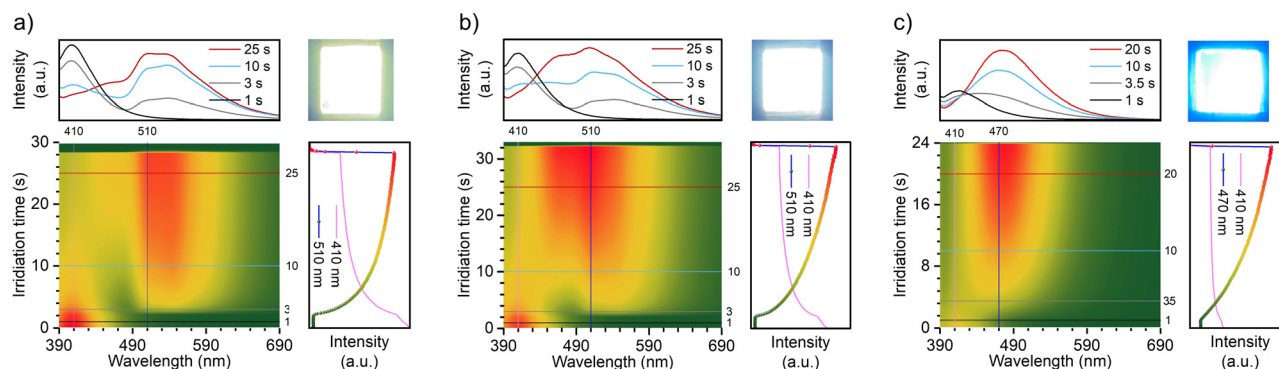 a)
Intensity
(a.u.)
25 s
10 s
3 s
1 s
410
510
Irridiation time (s)
30
20
10
0
390
490
590
690
Wavelength (nm)
25
10
3
1
510 nm
410 nm
Intensity
(a.u.)
b)
Intensity
(a.u.)
25 s
10 s
3 s
1 s
410
510
Irridiation time (s)
30
20
10
0
390
490
590
690
Wavelength (nm)
25
10
3
1
510 nm
410 nm
Intensity
(a.u.)
c)
Intensity
(a.u.)
20 s
10 s
3.5 s
1 s
410
470
Irridiation time (s)
24
16
8
0
390
490
590
690
Wavelength (nm)
20
10
35
1
470 nm
410 nm
Intensity
(a.u.)